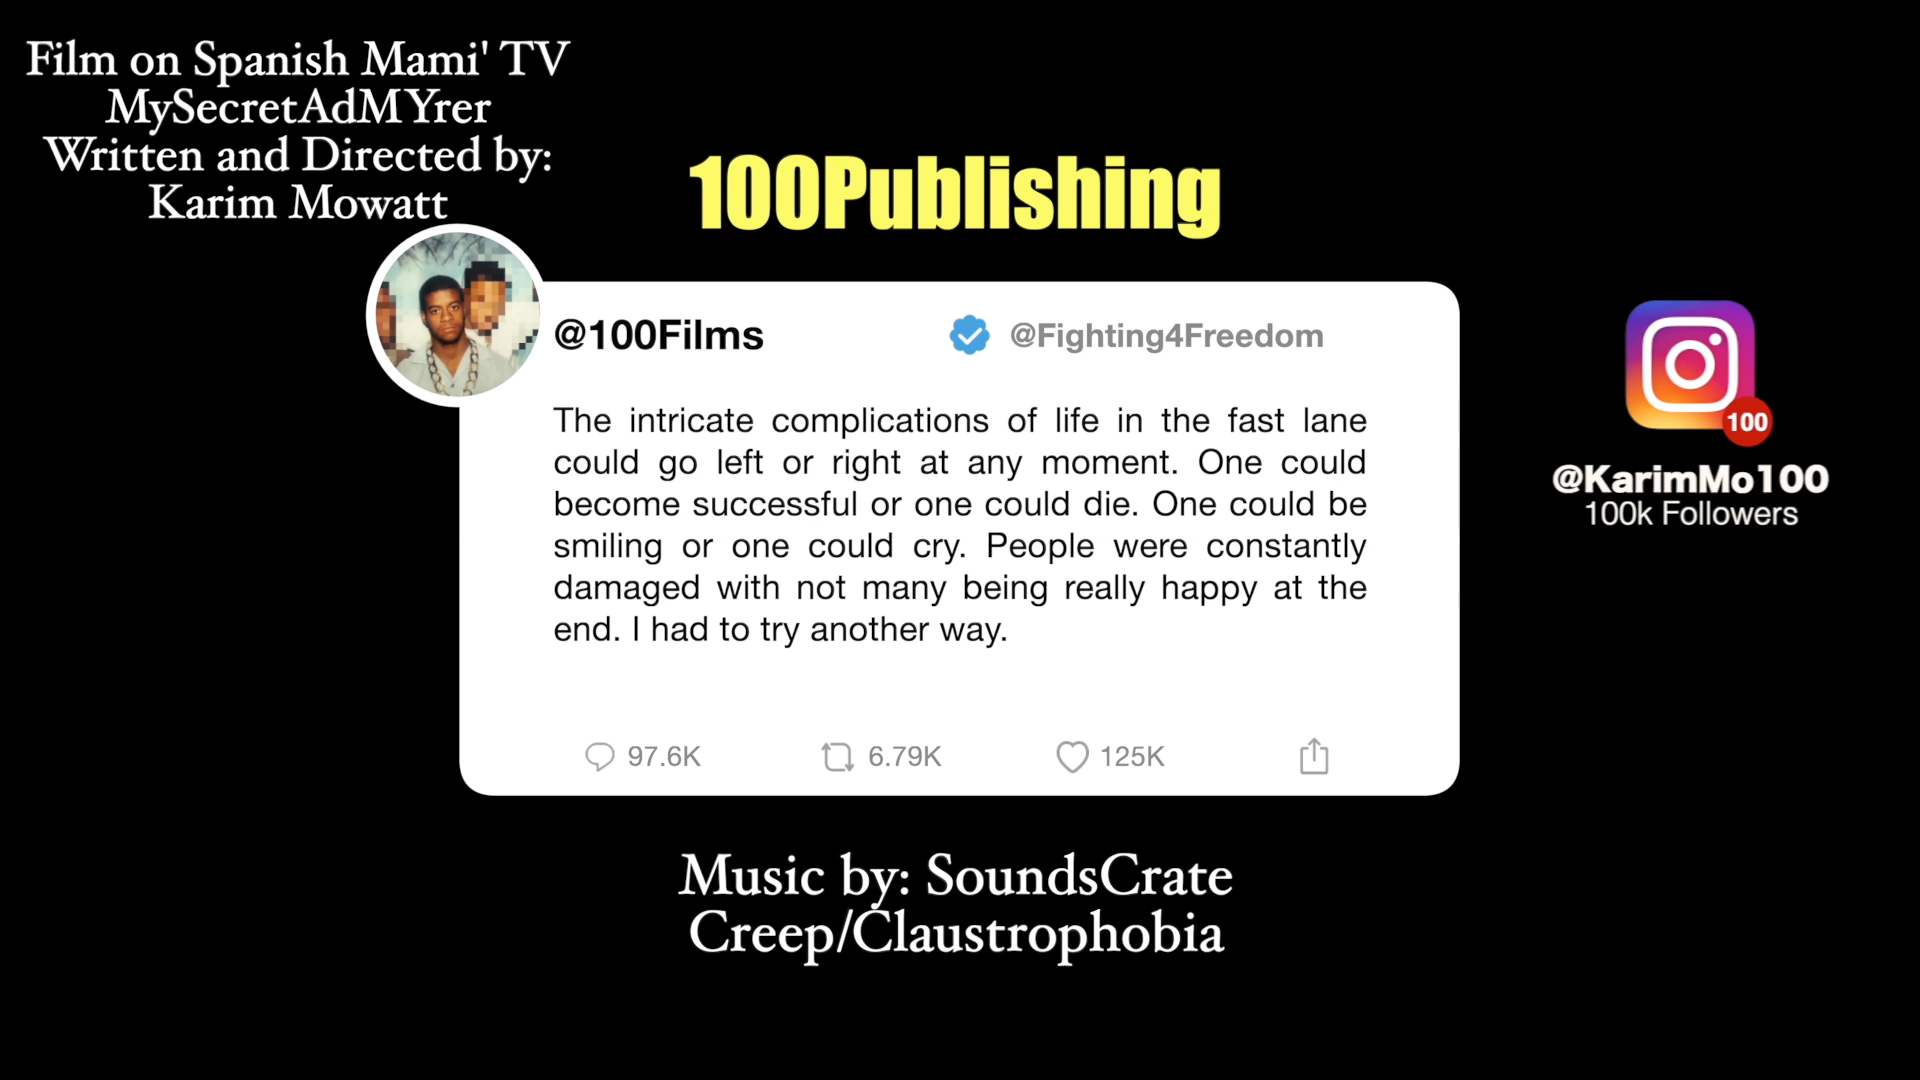 Film on Spanish Mami' TV
MySecretAdMYrer
Written and Directed by:
Karim Mowatt
100Publishing
@100Films @Fighting4Freedom
The intricate complications of life in the fast lane
could go left or right at any moment. One could
become successful or one could die. One could be
smiling or one could cry. People were constantly
damaged with not many being really happy at the
end. I had to try another way.
97.6K 6.79K 125K
100
@KarimMo100
100k Followers
Music by: SoundsCrate
Creep/Claustrophobia